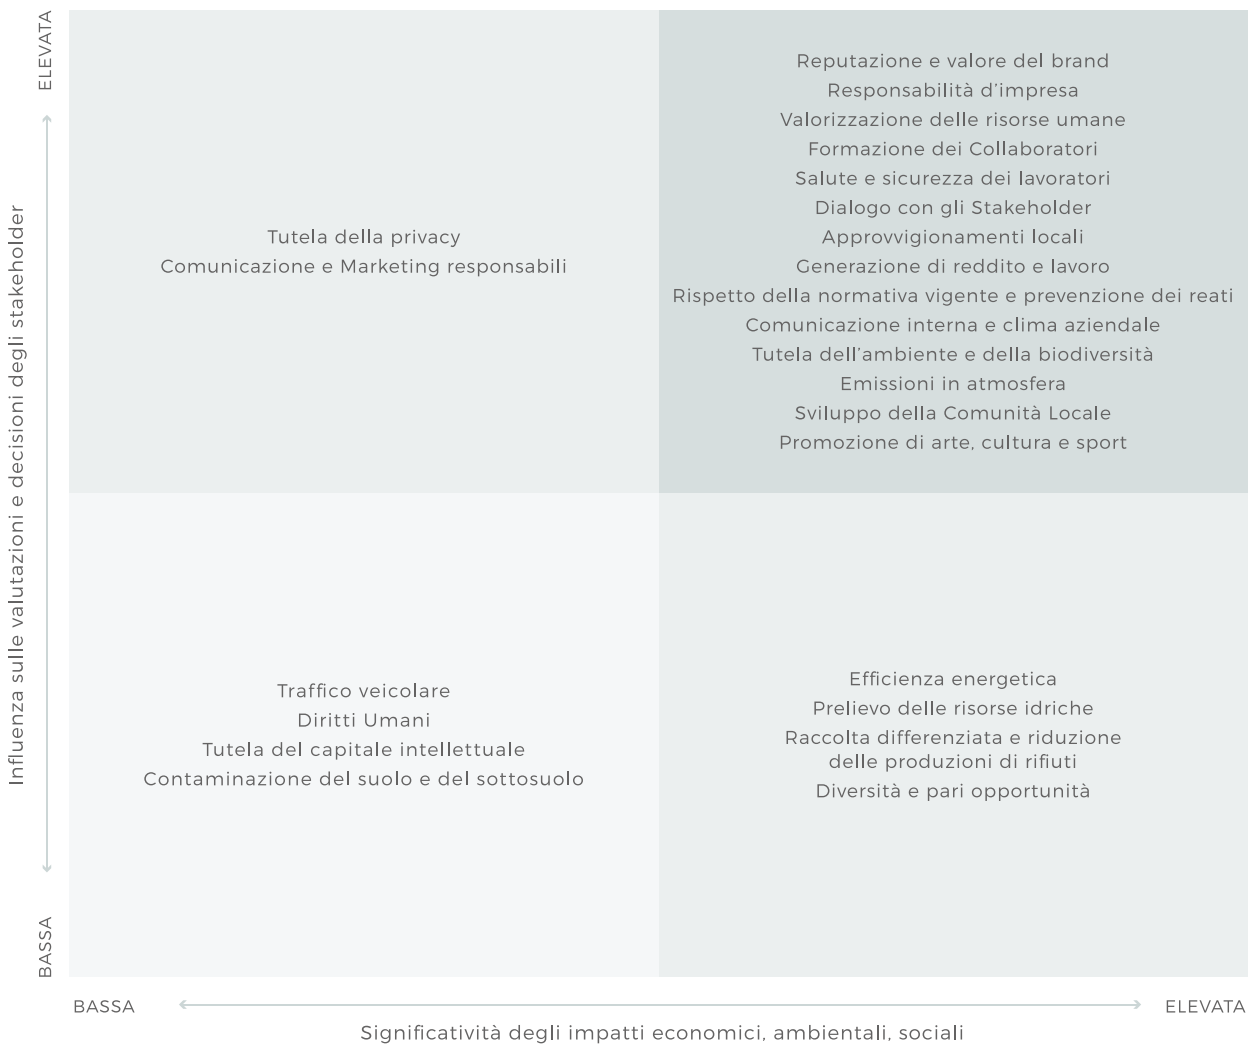 ELEVATA
Influenza sulle valutazioni e decisioni degli stakeholder
BASSA
Tutela della privacy
Comunicazione e Marketing responsabili
Reputazione e valore del brand
Responsabilità d'impresa
Valorizzazione delle risorse umane
Formazione dei Collaboratori
Salute e sicurezza dei lavoratori
Dialogo con gli Stakeholder
Approvvigionamenti locali
Generazione di reddito e lavoro
Rispetto della normativa vigente e prevenzione dei reati
Comunicazione interna e clima aziendale
Tutela dell'ambiente e della biodiversità
Emissioni in atmosfera
Sviluppo della Comunità Locale
Promozione di arte, cultura e sport
Traffico veicolare
Diritti Umani
Tutela del capitale intellettuale
Contaminazione del suolo e del sottosuolo
Efficienza energetica
Prelievo delle risorse idriche
Raccolta differenziata e riduzione
delle produzioni di rifiuti
Diversità e pari opportunità
BASSA
ELEVATA
Significatività degli impatti economici, ambientali, sociali